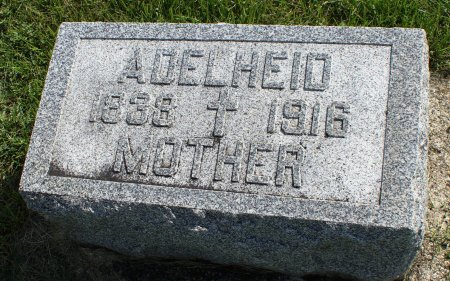 ADELHEID
1838 ✝ 1916
MOTHER